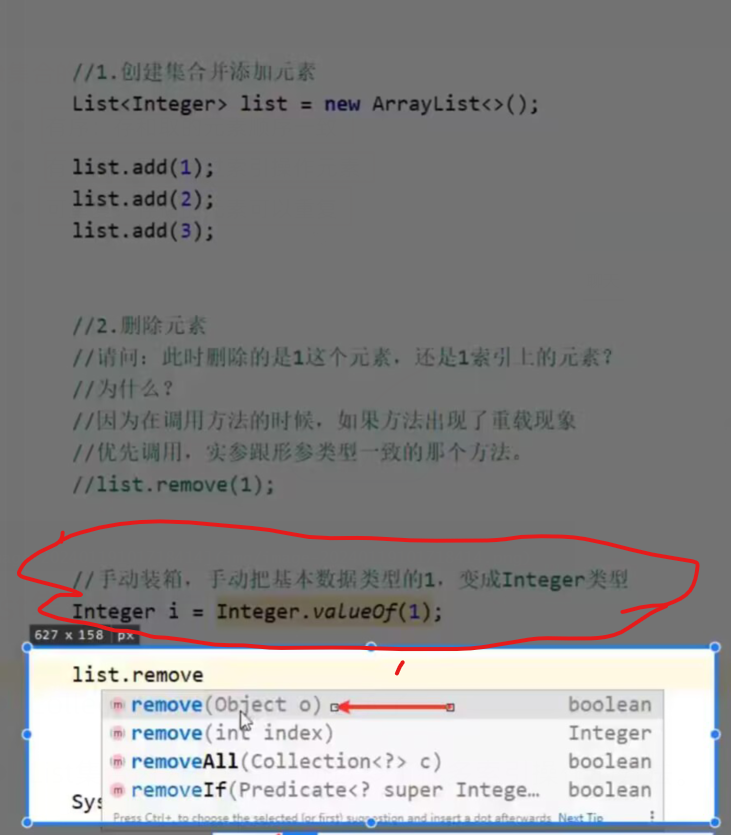 //1.创建集合并添加元素
List<Integer> list = new ArrayList<>();
list.add(1);
list.add(2);
list.add(3);
//2.删除元素
//请问：此时删除的是1这个元素，还是1索引上的元素？
//为什么？
//因为在调用方法的时候，如果方法出现了重载现象
//优先调用，实参跟形参类型一致的那个方法。
//list.remove(1);
//手动装箱，手动把基本数据类型的1，变成Integer类型
Integer i = Integer.valueOf(1);
627 x 158 px
list.remove
m remove(Object o) boolean
m remove(int index) Integer
m removeAll(Collection<?> c) boolean
m removeIf(Predicate<? super Intege… boolean
Sys
Press Ctrl+. to choose the selected (or first) suggestion and insert a dot afterwards Next Tip